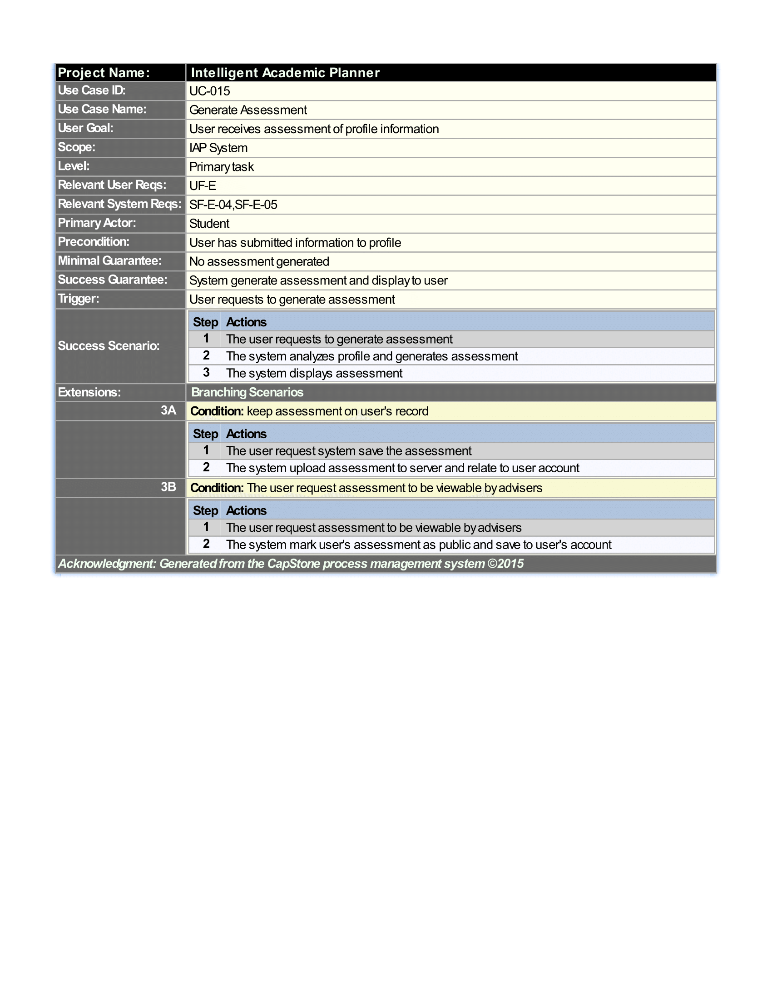 Project Name: Intelligent Academic Planner
Use Case ID: UC-015
Use Case Name: Generate Assessment
User Goal: User receives assessment of profile information
Scope: IAP System
Level: Primary task
Relevant User Reqs: UF-E
Relevant System Reqs: SF-E-04,SF-E-05
Primary Actor: Student
Precondition: User has submitted information to profile
Minimal Guarantee: No assessment generated
Success Guarantee: System generate assessment and display to user
Trigger: User requests to generate assessment
Success Scenario:
Step Actions
1 The user requests to generate assessment
2 The system analyzes profile and generates assessment
3 The system displays assessment
Extensions: Branching Scenarios
3A Condition: keep assessment on user's record
Step Actions
1 The user request system save the assessment
2 The system upload assessment to server and relate to user account
3B Condition: The user request assessment to be viewable by advisers
Step Actions
1 The user request assessment to be viewable by advisers
2 The system mark user's assessment as public and save to user's account
Acknowledgment: Generated from the CapStone process management system ©2015